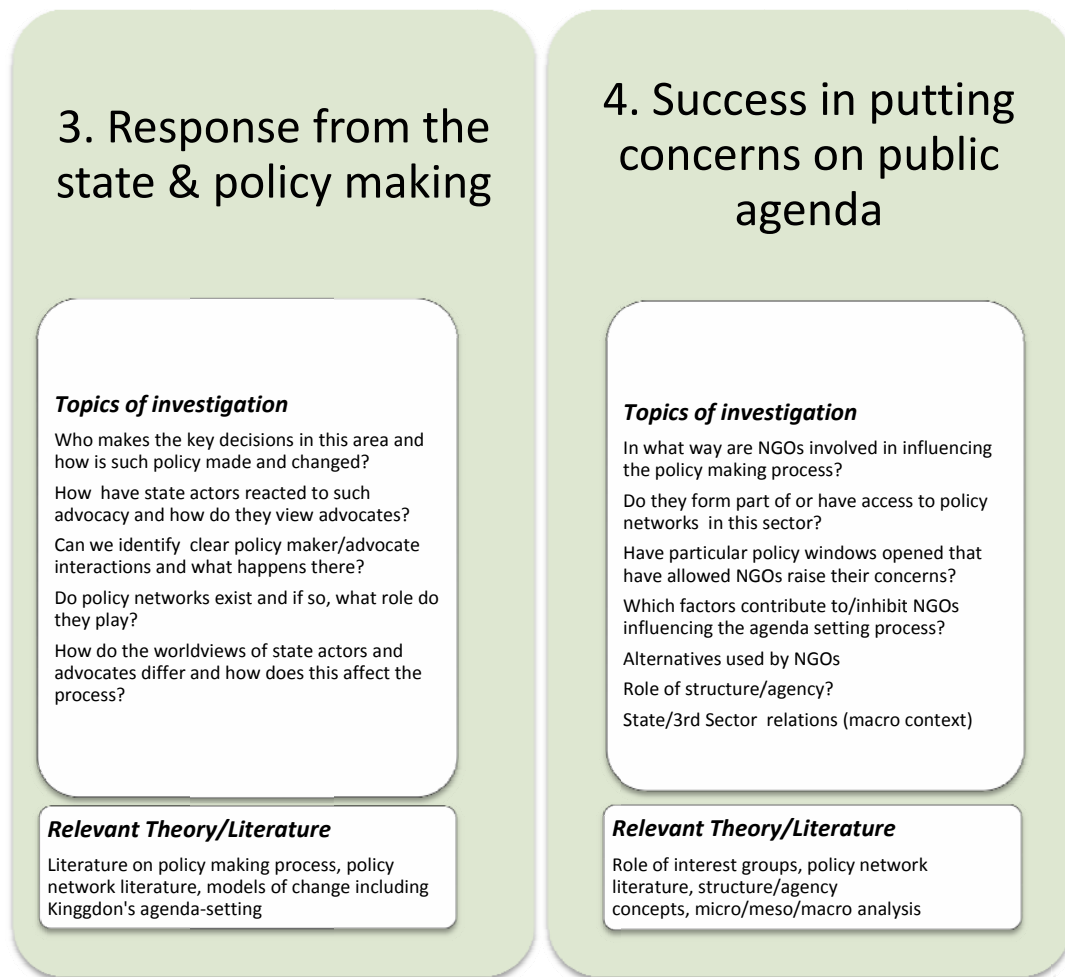 3. Response from the
state & policy making
Topics of investigation
Who makes the key decisions in this area and
how is such policy made and changed?
How have state actors reacted to such
advocacy and how do they view advocates?
Can we identify clear policy maker/advocate
interactions and what happens there?
Do policy networks exist and if so, what role do
they play?
How do the worldviews of state actors and
advocates differ and how does this affect the
process?
Relevant Theory/Literature
Literature on policy making process, policy
network literature, models of change including
Kinggdon's agenda-setting
4. Success in putting
concerns on public
agenda
Topics of investigation
In what way are NGOs involved in influencing
the policy making process?
Do they form part of or have access to policy
networks in this sector?
Have particular policy windows opened that
have allowed NGOs raise their concerns?
Which factors contribute to/inhibit NGOs
influencing the agenda setting process?
Alternatives used by NGOs
Role of structure/agency?
State/3rd Sector relations (macro context)
Relevant Theory/Literature
Role of interest groups, policy network
literature, structure/agency
concepts, micro/meso/macro analysis